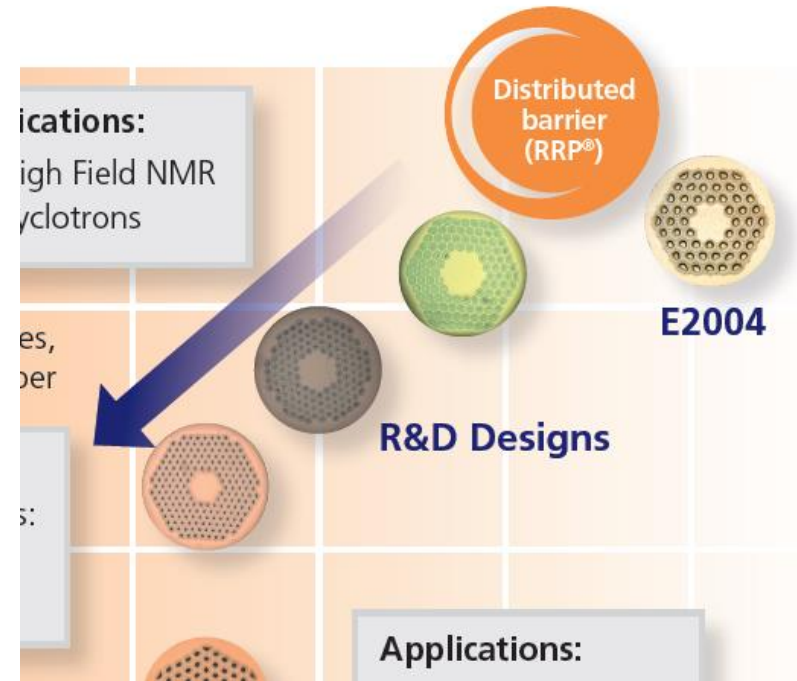 Distributed
barrier
(RRP®)
ications:
igh Field NMR
yclotrons
E2004
es,
per
R&D Designs
s:
Applications: